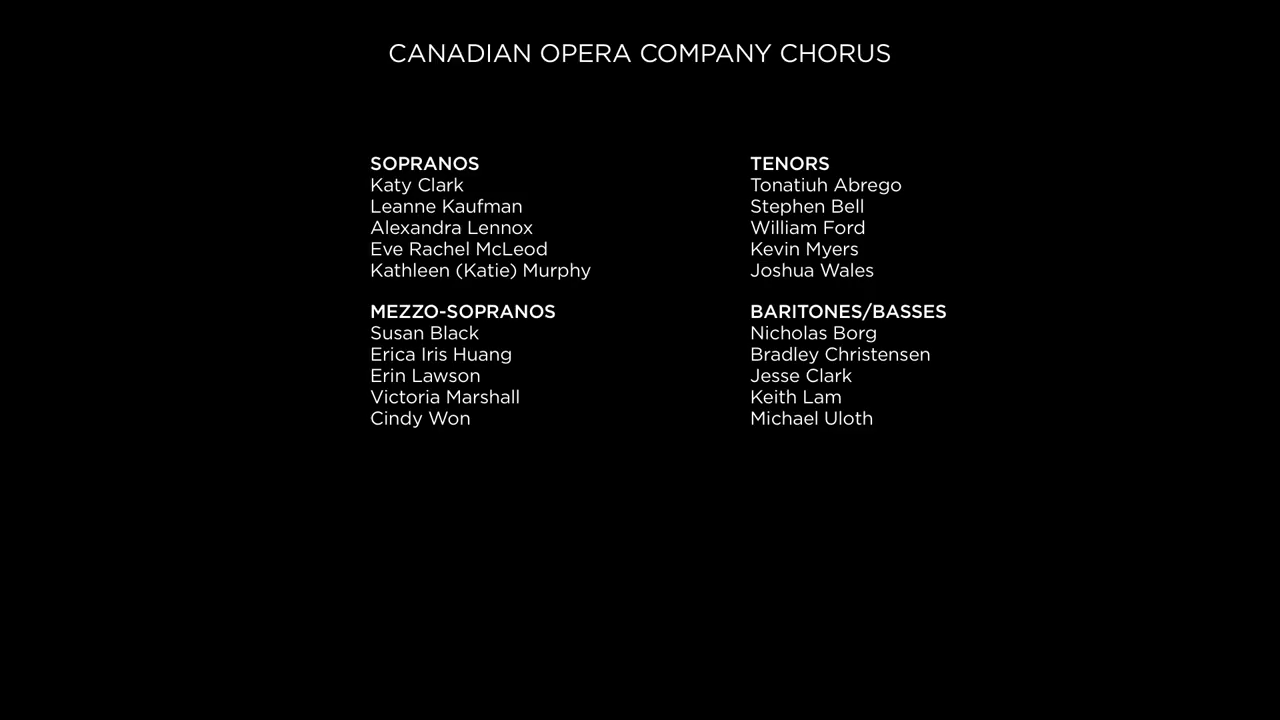 CANADIAN OPERA COMPANY CHORUS
SOPRANOS
Katy Clark
Leanne Kaufman
Alexandra Lennox
Eve Rachel McLeod
Kathleen (Katie) Murphy
MEZZO-SOPRANOS
Susan Black
Erica Iris Huang
Erin Lawson
Victoria Marshall
Cindy Won
TENORS
Tonatiuh Abrego
Stephen Bell
William Ford
Kevin Myers
Joshua Wales
BARITONES/BASSES
Nicholas Borg
Bradley Christensen
Jesse Clark
Keith Lam
Michael Uloth